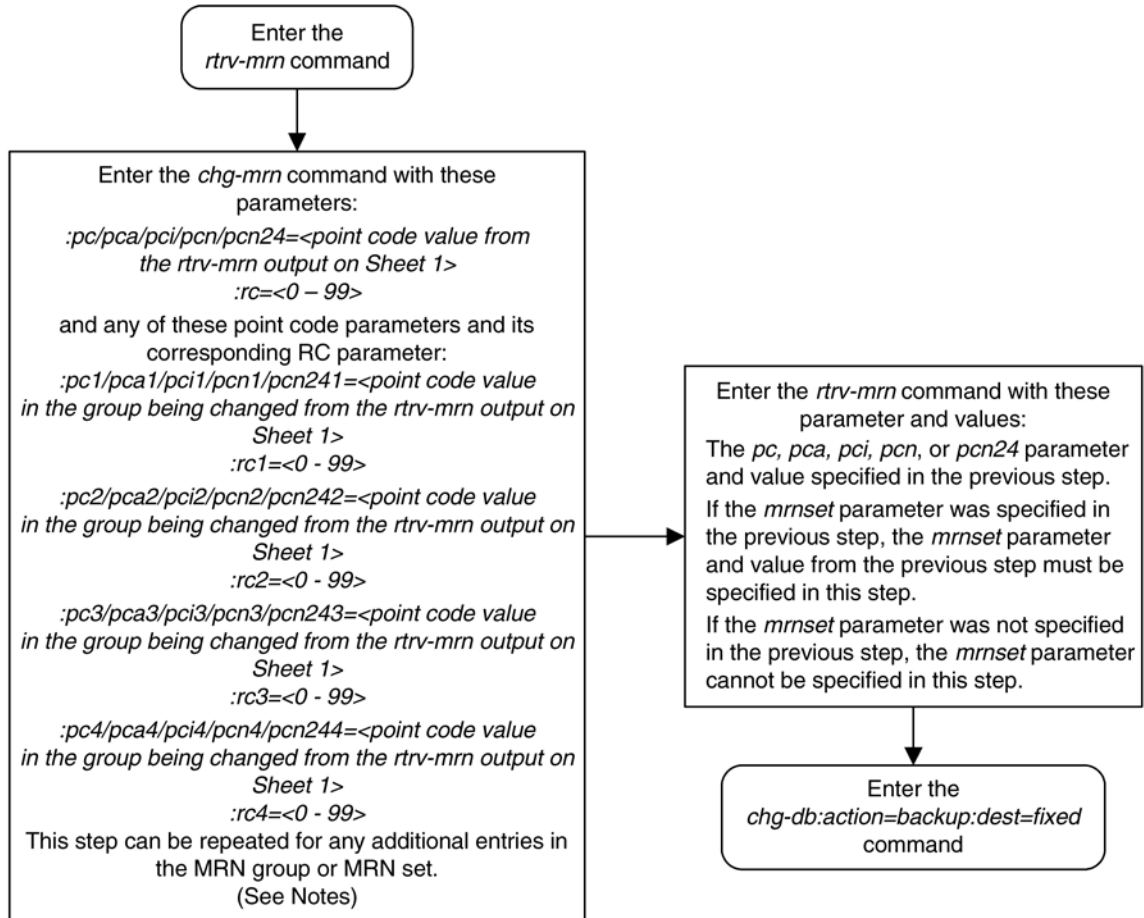 Enter the
rtrv-mrn command
Enter the chg-mrn command with these
parameters:
:pc/pca/pci/pcn/pcn24=<point code value from
the rtrv-mrn output on Sheet 1>
:rc=<0 – 99>
and any of these point code parameters and its
corresponding RC parameter:
:pc1/pca1/pci1/pcn1/pcn241=<point code value
in the group being changed from the rtrv-mrn output on
Sheet 1>
:rc1=<0 - 99>
:pc2/pca2/pci2/pcn2/pcn242=<point code value
in the group being changed from the rtrv-mrn output on
Sheet 1>
:rc2=<0 - 99>
:pc3/pca3/pci3/pcn3/pcn243=<point code value
in the group being changed from the rtrv-mrn output on
Sheet 1>
:rc3=<0 - 99>
:pc4/pca4/pci4/pcn4/pcn244=<point code value
in the group being changed from the rtrv-mrn output on
Sheet 1>
:rc4=<0 - 99>
This step can be repeated for any additional entries in
the MRN group or MRN set.
(See Notes)
Enter the rtrv-mrn command with these
parameter and values:
The pc, pca, pci, pcn, or pcn24 parameter
and value specified in the previous step.
If the mrnset parameter was specified in
the previous step, the mrnset parameter
and value from the previous step must be
specified in this step.
If the mrnset parameter was not specified
in the previous step, the mrnset parameter
cannot be specified in this step.
Enter the
chg-db:action=backup:dest=fixed
command